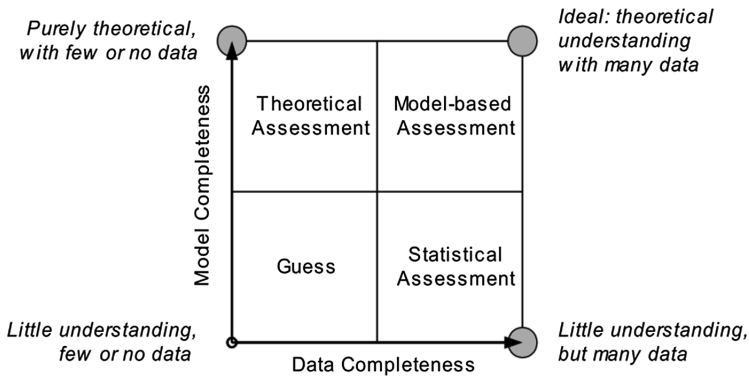 Purely theoretical,
with few or no data
Ideal: theoretical
understanding
with many data
Model Completeness
Theoretical
Assessment
Model-based
Assessment
Guess
Statistical
Assessment
Little understanding,
few or no data
Little understanding,
but many data
Data Completeness